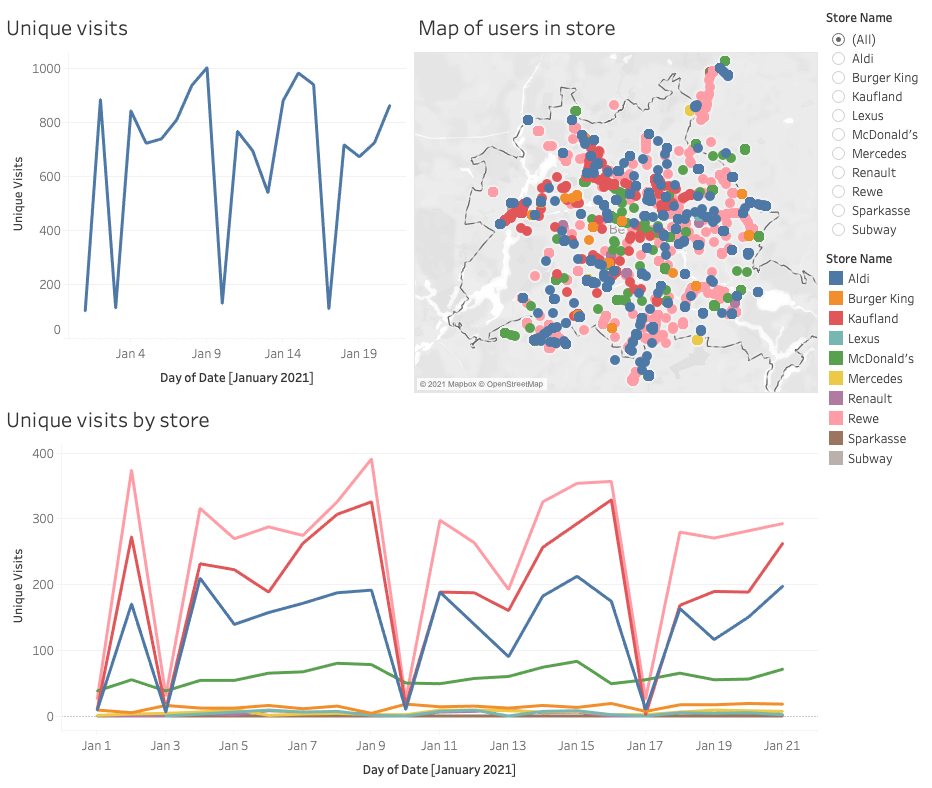 Unique visits
1000
800
600
400
200
0
Unique Visits
Jan 4
Jan 9
Jan 14
Jan 19
Day of Date [January 2021]
Map of users in store
Be
© 2021 Mapbox © OpenStreetMap
Store Name
(All)
Aldi
Burger King
Kaufland
Lexus
McDonald's
Mercedes
Renault
Rewe
Sparkasse
Subway
Store Name
Aldi
Burger King
Kaufland
Lexus
McDonald's
Mercedes
Renault
Rewe
Sparkasse
Subway
Unique visits by store
400
300
200
100
0
Unique Visits
Jan 1
Jan 3
Jan 5
Jan 7
Jan 9
Jan 11
Jan 13
Jan 15
Jan 17
Jan 19
Jan 21
Day of Date [January 2021]